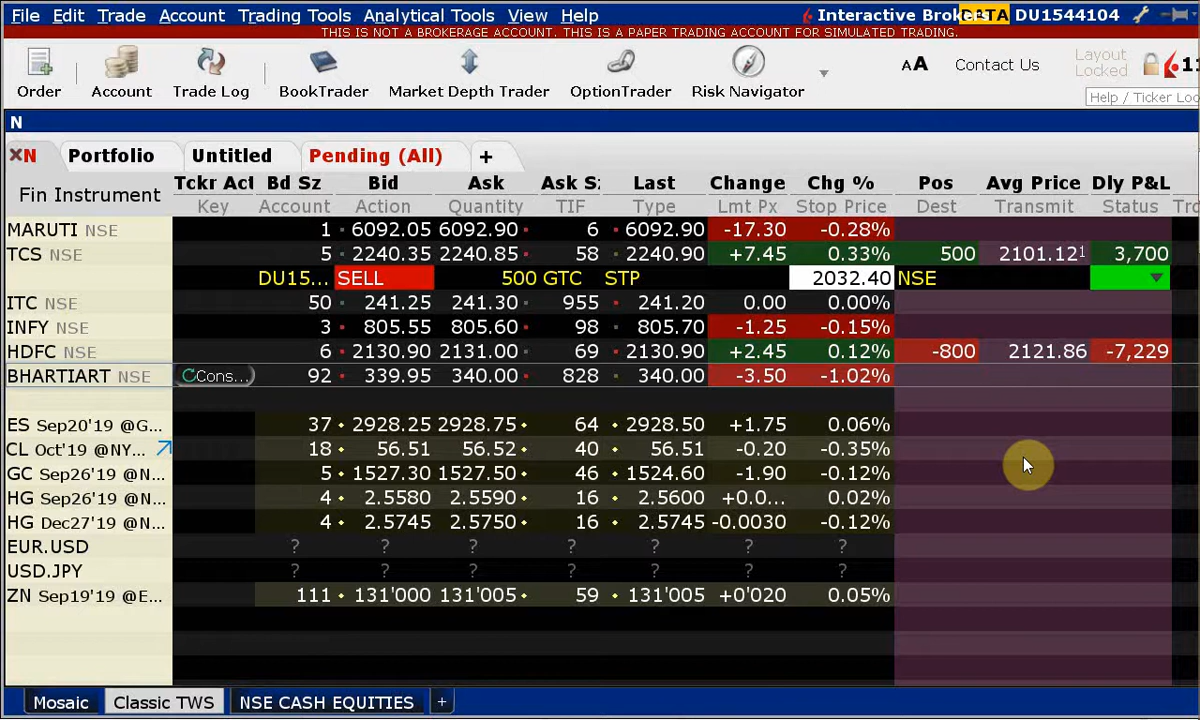 File Edit Trade Account Trading Tools Analytical Tools View Help Interactive Brokers DATA DU1544104
THIS IS NOT A BROKERAGE ACCOUNT. THIS IS A PAPER TRADING ACCOUNT FOR SIMULATED TRADING.
Order Account Trade Log BookTrader Market Depth Trader OptionTrader Risk Navigator AA Contact Us Layout Locked 11
Help / Ticker Loo
N
N Portfolio Untitled Pending (All) +
Fin Instrument Tckr Act Bd Sz Bid Ask Ask S: Last Change Chg % Pos Avg Price Dly P&L
Key Account Action Quantity TIF Type Lmt Px Stop Price Dest Transmit Status Tro
MARUTI NSE 1 6092.05 6092.90 6 6092.90 -17.30 -0.28%
TCS NSE 5 2240.35 2240.85 58 2240.90 +7.45 0.33% 500 2101.121 3,700
DU15... SELL 500 GTC STP 2032.40 NSE
ITC NSE 50 241.25 241.30 955 241.20 0.00 0.00%
INFY NSE 3 805.55 805.60 98 805.70 -1.25 -0.15%
HDFC NSE 6 2130.90 2131.00 69 2130.90 +2.45 0.12% -800 2121.86 -7,229
BHARTIART NSE Cons... 92 339.95 340.00 828 340.00 -3.50 -1.02%
ES Sep20'19 @G... 37 2928.25 2928.75 64 2928.50 +1.75 0.06%
CL Oct'19 @NY... 18 56.51 56.52 40 56.51 -0.20 -0.35%
GC Sep26'19 @N... 5 1527.30 1527.50 46 1524.60 -1.90 -0.12%
HG Sep26'19 @N... 4 2.5580 2.5590 16 2.5600 +0.0... 0.02%
HG Dec27'19 @N... 4 2.5745 2.5750 16 2.5745 -0.0030 -0.12%
EUR.USD ? ? ? ? ? ? ?
USD.JPY ? ? ? ? ? ? ?
ZN Sep19'19 @E... 111 131'000 131'005 59 131'005 +0'020 0.05%
Mosaic Classic TWS NSE CASH EQUITIES +